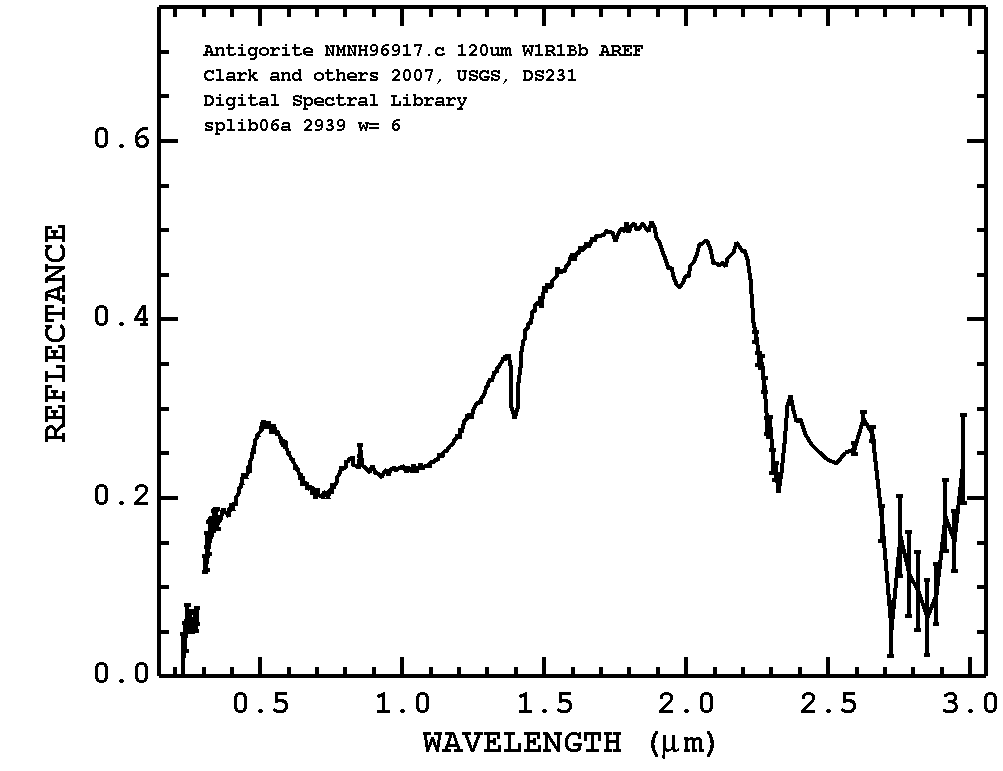 Antigorite NMNH96917.c 120um W1R1Bb AREF
Clark and others 2007, USGS, DS231
Digital Spectral Library
splib06a 2939 w= 6
REFLECTANCE
0.6
0.4
0.2
0.0
0.5 1.0 1.5 2.0 2.5 3.0
WAVELENGTH (μm)